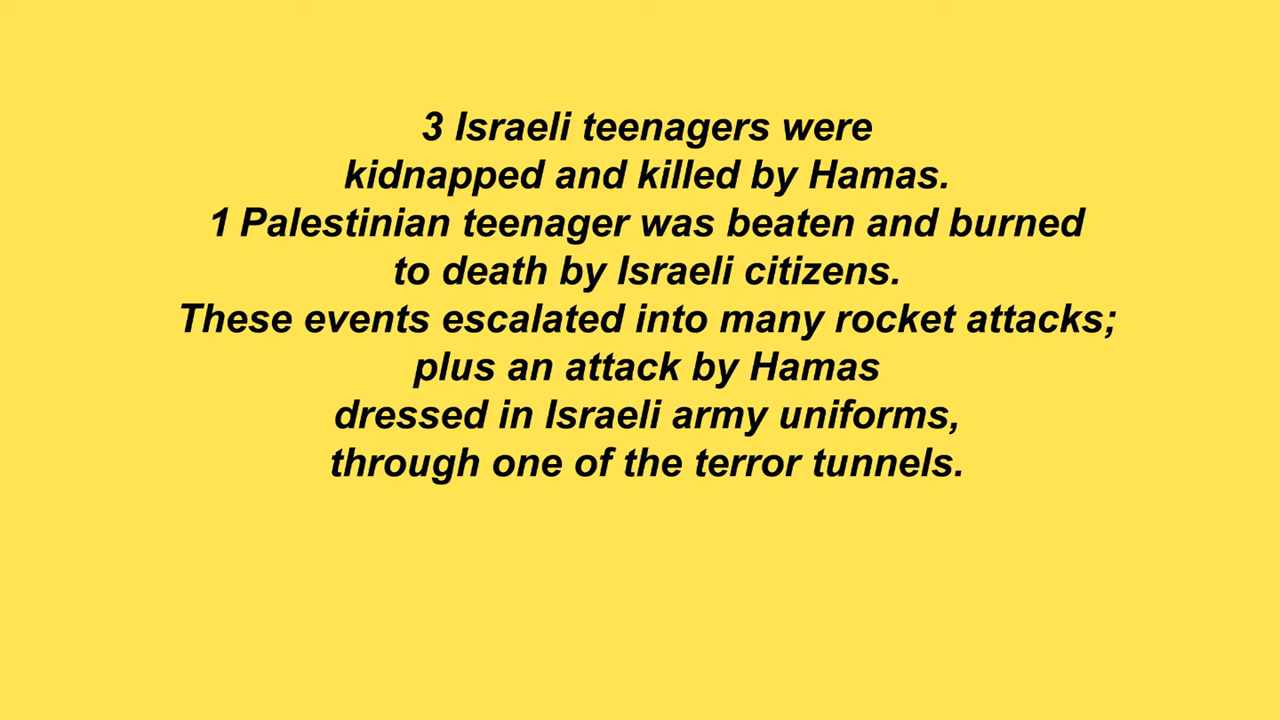 3 Israeli teenagers were
kidnapped and killed by Hamas.
1 Palestinian teenager was beaten and burned
to death by Israeli citizens.
These events escalated into many rocket attacks;
plus an attack by Hamas
dressed in Israeli army uniforms,
through one of the terror tunnels.